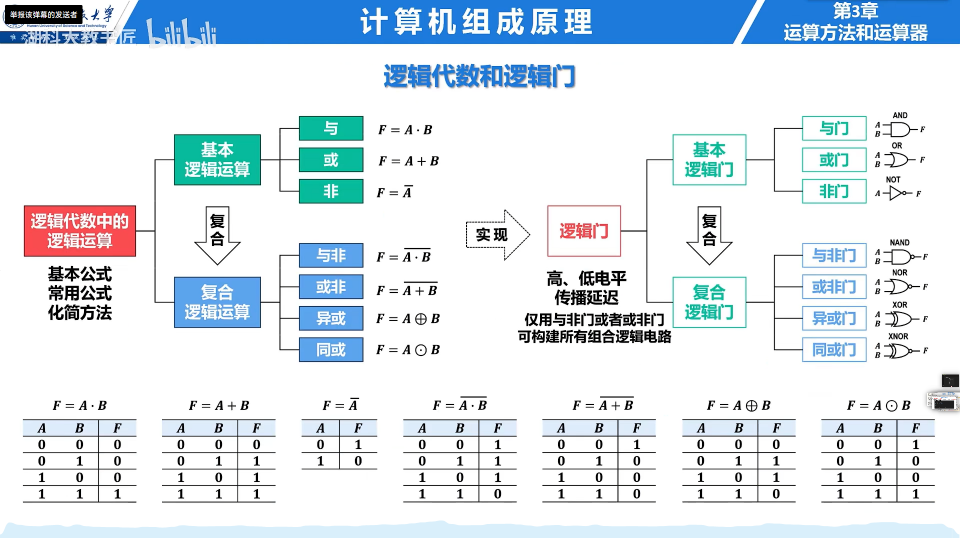 举报该弹幕的发送者
大学
湖科大教书匠
bilibili
计算机组成原理
第3章
运算方法和运算器
逻辑代数和逻辑门
逻辑代数中的
逻辑运算
基本公式
常用公式
化简方法
基本
逻辑运算
复合
复合
逻辑运算
与 F = A · B
或 F = A + B
非 F = A̅
与非 F = \overline{A · B}
或非 F = \overline{A + B}
异或 F = A ⊕ B
同或 F = A ⊙ B
实现
逻辑门
高、低电平
传播延迟
仅用与非门或者或非门
可构建所有组合逻辑电路
基本
逻辑门
复合
复合
逻辑门
与门 AND A B F
或门 OR A B F
非门 NOT A F
与非门 NAND A B F
或非门 NOR A B F
异或门 XOR A B F
同或门 XNOR A B F
F = A · B
A B F
0 0 0
0 1 0
1 0 0
1 1 1
F = A + B
A B F
0 0 0
0 1 1
1 0 1
1 1 1
F = A̅
A F
0 1
1 0
F = \overline{A · B}
A B F
0 0 1
0 1 1
1 0 1
1 1 0
F = \overline{A + B}
A B F
0 0 1
0 1 0
1 0 0
1 1 0
F = A ⊕ B
A B F
0 0 0
0 1 1
1 0 1
1 1 0
F = A ⊙ B
A B F
0 0 1
0 1 0
1 0 0
1 1 1